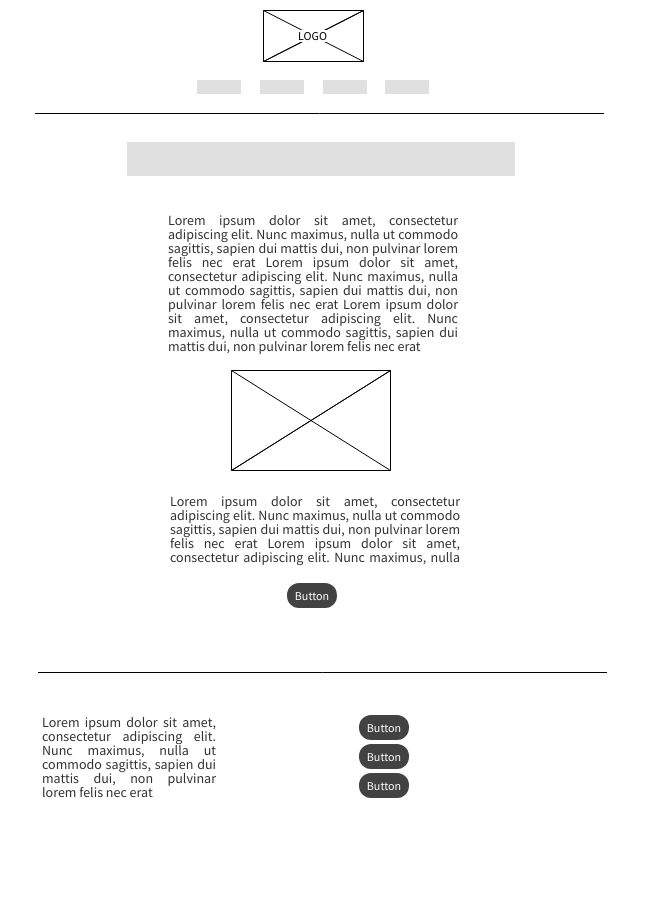 LOGO
Lorem ipsum dolor sit amet, consectetur
adipiscing elit. Nunc maximus, nulla ut commodo
sagittis, sapien dui mattis dui, non pulvinar lorem
felis nec erat Lorem ipsum dolor sit amet,
consectetur adipiscing elit. Nunc maximus, nulla
ut commodo sagittis, sapien dui mattis dui, non
pulvinar lorem felis nec erat Lorem ipsum dolor
sit amet, consectetur adipiscing elit. Nunc
maximus, nulla ut commodo sagittis, sapien dui
mattis dui, non pulvinar lorem felis nec erat
Lorem ipsum dolor sit amet, consectetur
adipiscing elit. Nunc maximus, nulla ut commodo
sagittis, sapien dui mattis dui, non pulvinar lorem
felis nec erat Lorem ipsum dolor sit amet,
consectetur adipiscing elit. Nunc maximus, nulla
Button
Lorem ipsum dolor sit amet,
consectetur adipiscing elit.
Nunc maximus, nulla ut
commodo sagittis, sapien dui
mattis dui, non pulvinar
lorem felis nec erat
Button
Button
Button